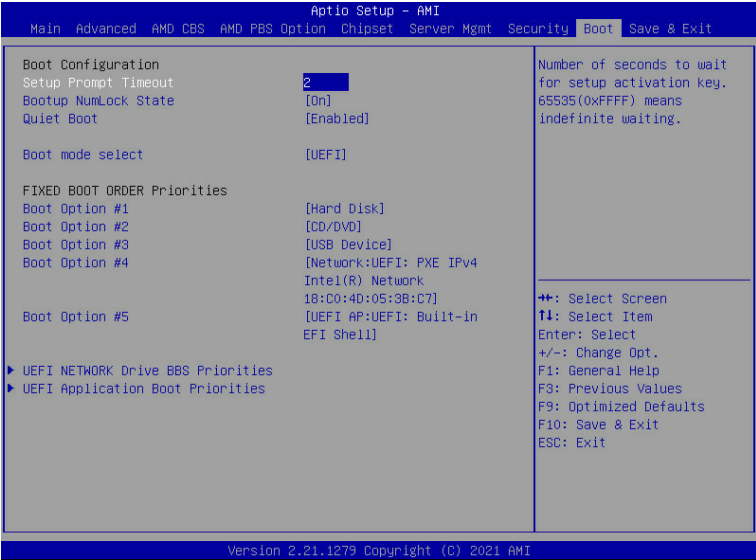 Aptio Setup – AMI
Main Advanced AMD CBS AMD PBS Option Chipset Server Mgmt Security Boot Save & Exit
Boot Configuration
Setup Prompt Timeout 2
Bootup NumLock State [On]
Quiet Boot [Enabled]
Boot mode select [UEFI]
FIXED BOOT ORDER Priorities
Boot Option #1 [Hard Disk]
Boot Option #2 [CD/DVD]
Boot Option #3 [USB Device]
Boot Option #4 [Network:UEFI: PXE IPv4
Intel(R) Network
18:C0:4D:05:3B:C7]
Boot Option #5 [UEFI AP:UEFI: Built-in
EFI Shell]
UEFI NETWORK Drive BBS Priorities
UEFI Application Boot Priorities
Number of seconds to wait
for setup activation key.
65535(0xFFFF) means
indefinite waiting.
→←: Select Screen
↑↓: Select Item
Enter: Select
+/-: Change Opt.
F1: General Help
F3: Previous Values
F9: Optimized Defaults
F10: Save & Exit
ESC: Exit
Version 2.21.1279 Copyright (C) 2021 AMI